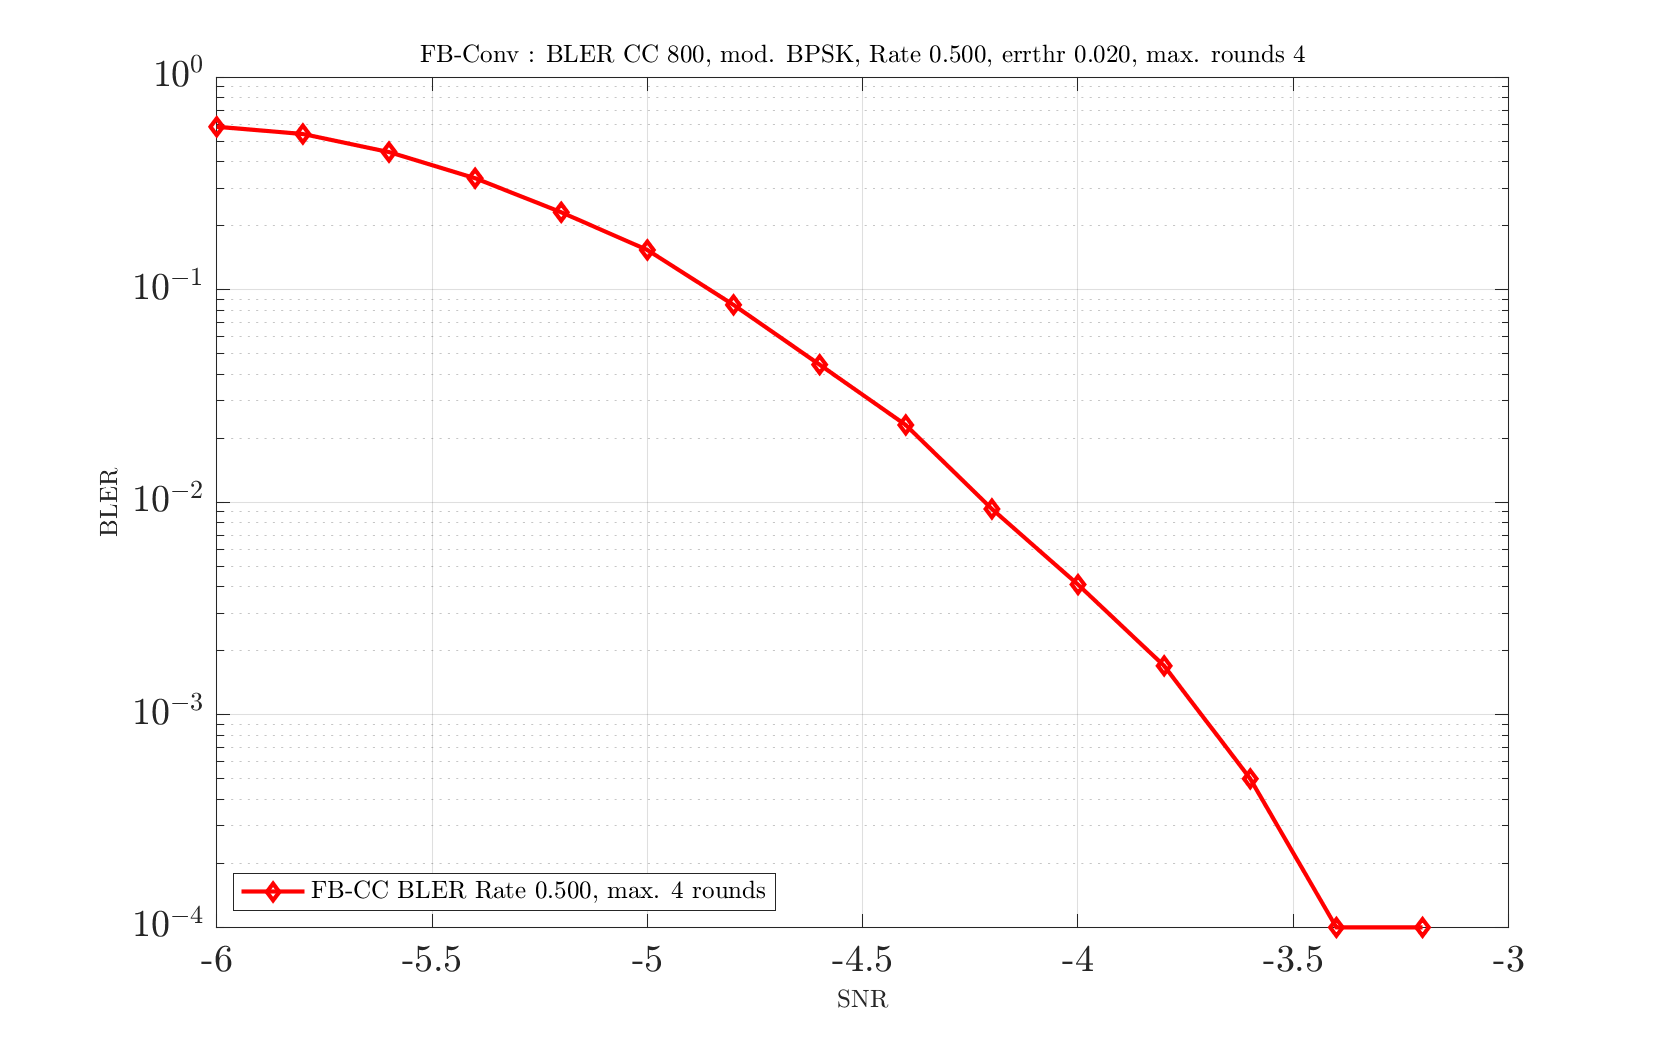 FB-Conv : BLER CC 800, mod. BPSK, Rate 0.500, errthr 0.020, max. rounds 4
10^0
10^-1
10^-2
10^-3
10^-4
BLER
FB-CC BLER Rate 0.500, max. 4 rounds
-6 -5.5 -5 -4.5 -4 -3.5 -3
SNR